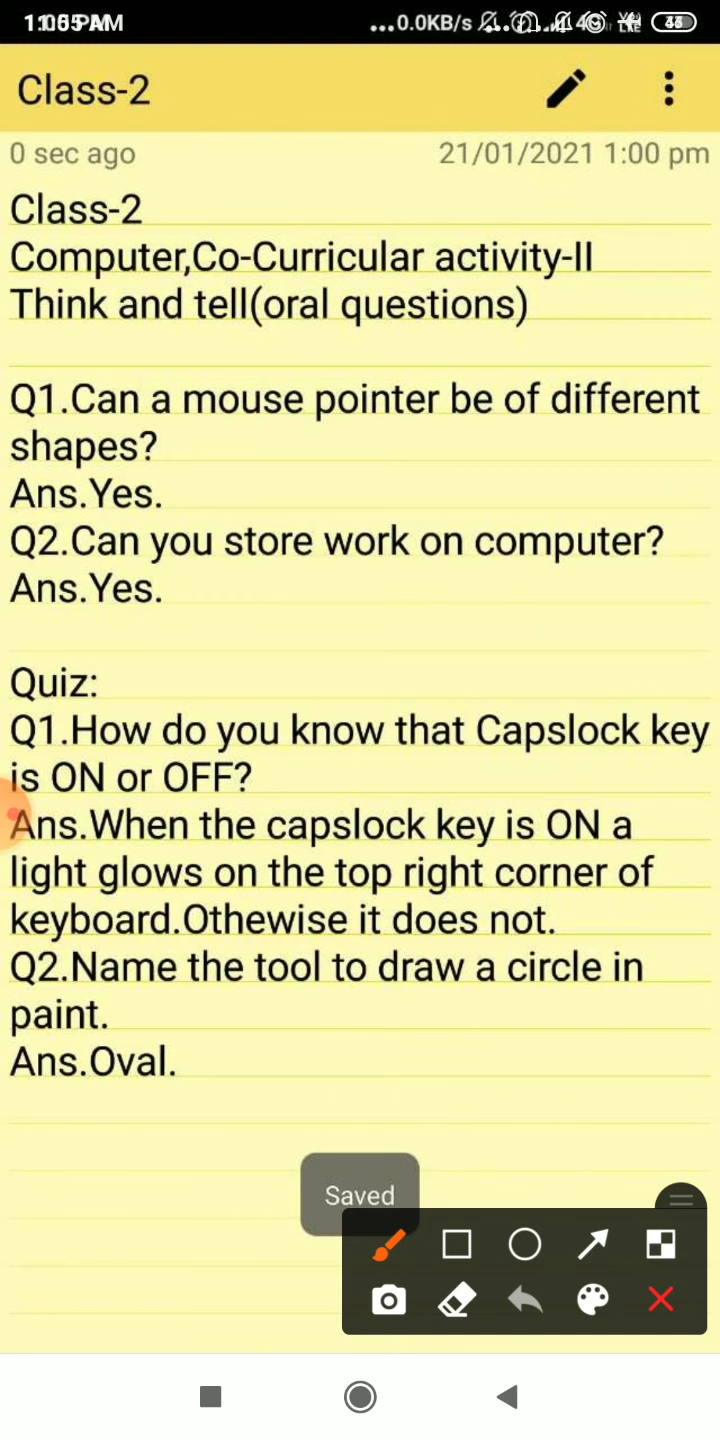 ...0.0KB/s
Class-2
0 sec ago 21/01/2021 1:00 pm
Class-2
Computer,Co-Curricular activity-II
Think and tell(oral questions)
Q1.Can a mouse pointer be of different
shapes?
Ans.Yes.
Q2.Can you store work on computer?
Ans.Yes.
Quiz:
Q1.How do you know that Capslock key
is ON or OFF?
Ans.When the capslock key is ON a
light glows on the top right corner of
keyboard.Othewise it does not.
Q2.Name the tool to draw a circle in
paint.
Ans.Oval.
Saved